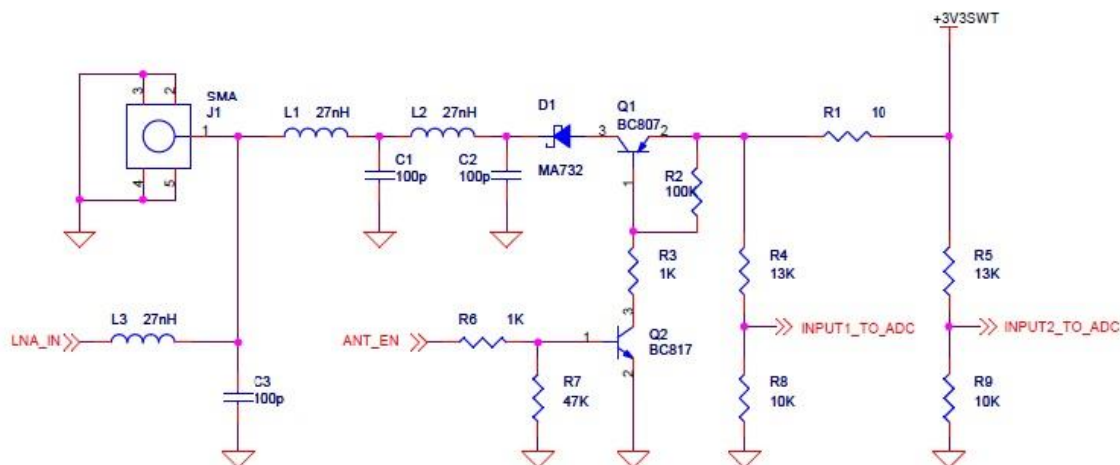 +3V3SWT
3 2
SMA
J1
1
4 5
L1 27nH
L2 27nH
D1
MA732
Q1
BC807
3 2
1
R1 10
C1
100p
C2
100p
R2
100K
R3
1K
R4
13K
R5
13K
LNA_IN
L3 27nH
ANT_EN
R6 1K
1
3
Q2
BC817
2
INPUT1_TO_ADC
INPUT2_TO_ADC
C3
100p
R7
47K
R8
10K
R9
10K